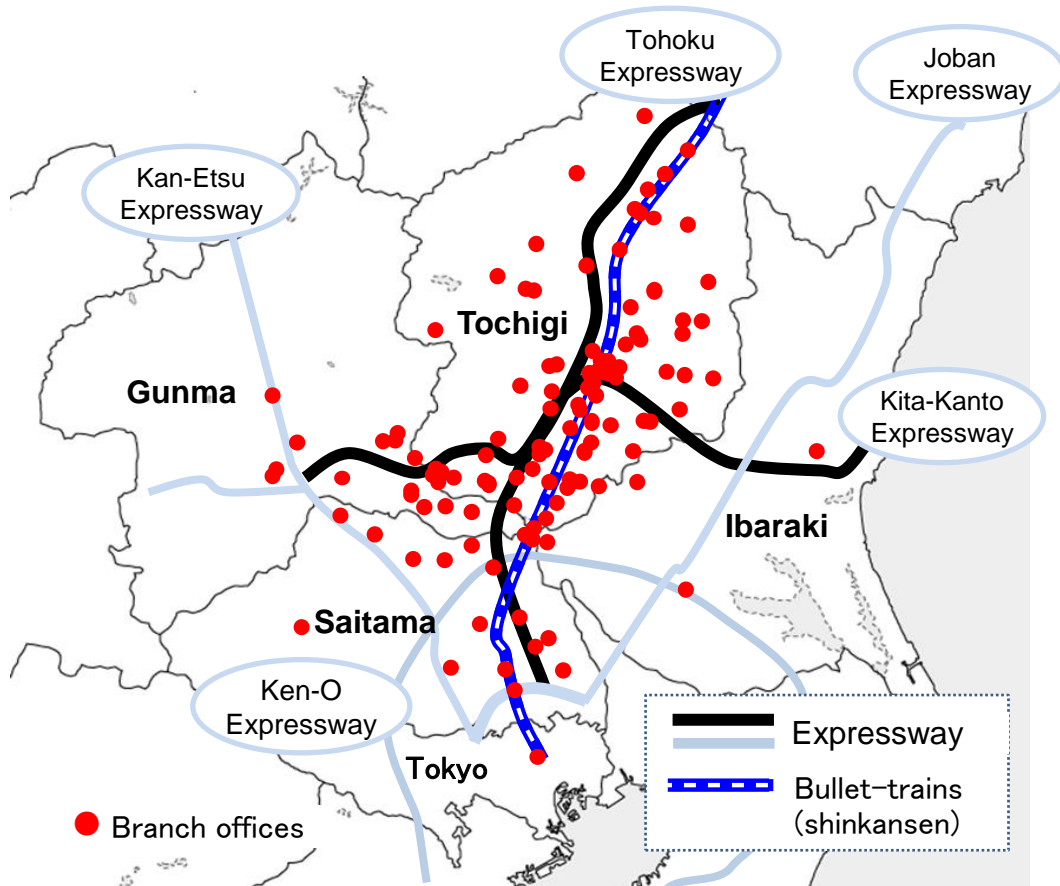 Tohoku
Expressway
Joban
Expressway
Kan-Etsu
Expressway
Tochigi
Gunma
Kita-Kanto
Expressway
Ibaraki
Saitama
Ken-O
Expressway
Tokyo
Expressway
Bullet-trains
(shinkansen)
Branch offices